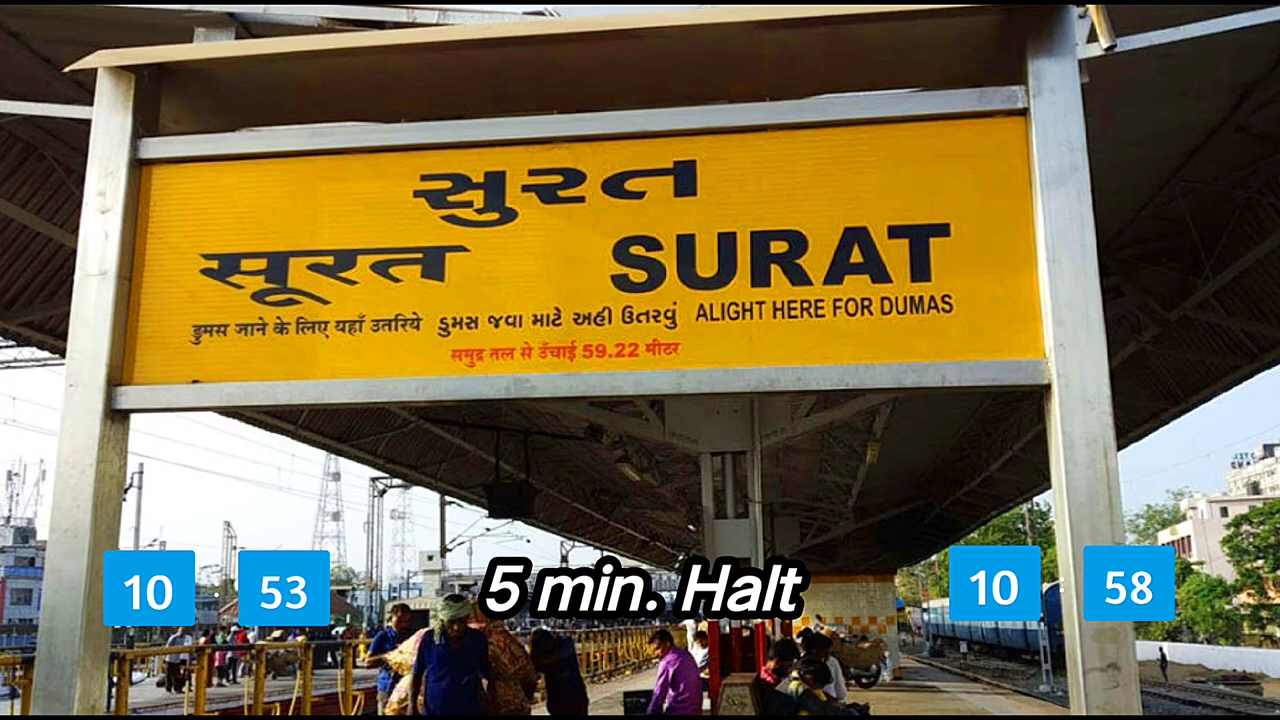 સુરત
सूरत SURAT
डुमस जाने के लिए यहाँ उतरिये ડુમસ જવા માટે અહી ઉતરવું ALIGHT HERE FOR DUMAS
समुद्र तल से उँचाई 59.22 मीटर
10 : 53 5 min. Halt 10 : 58